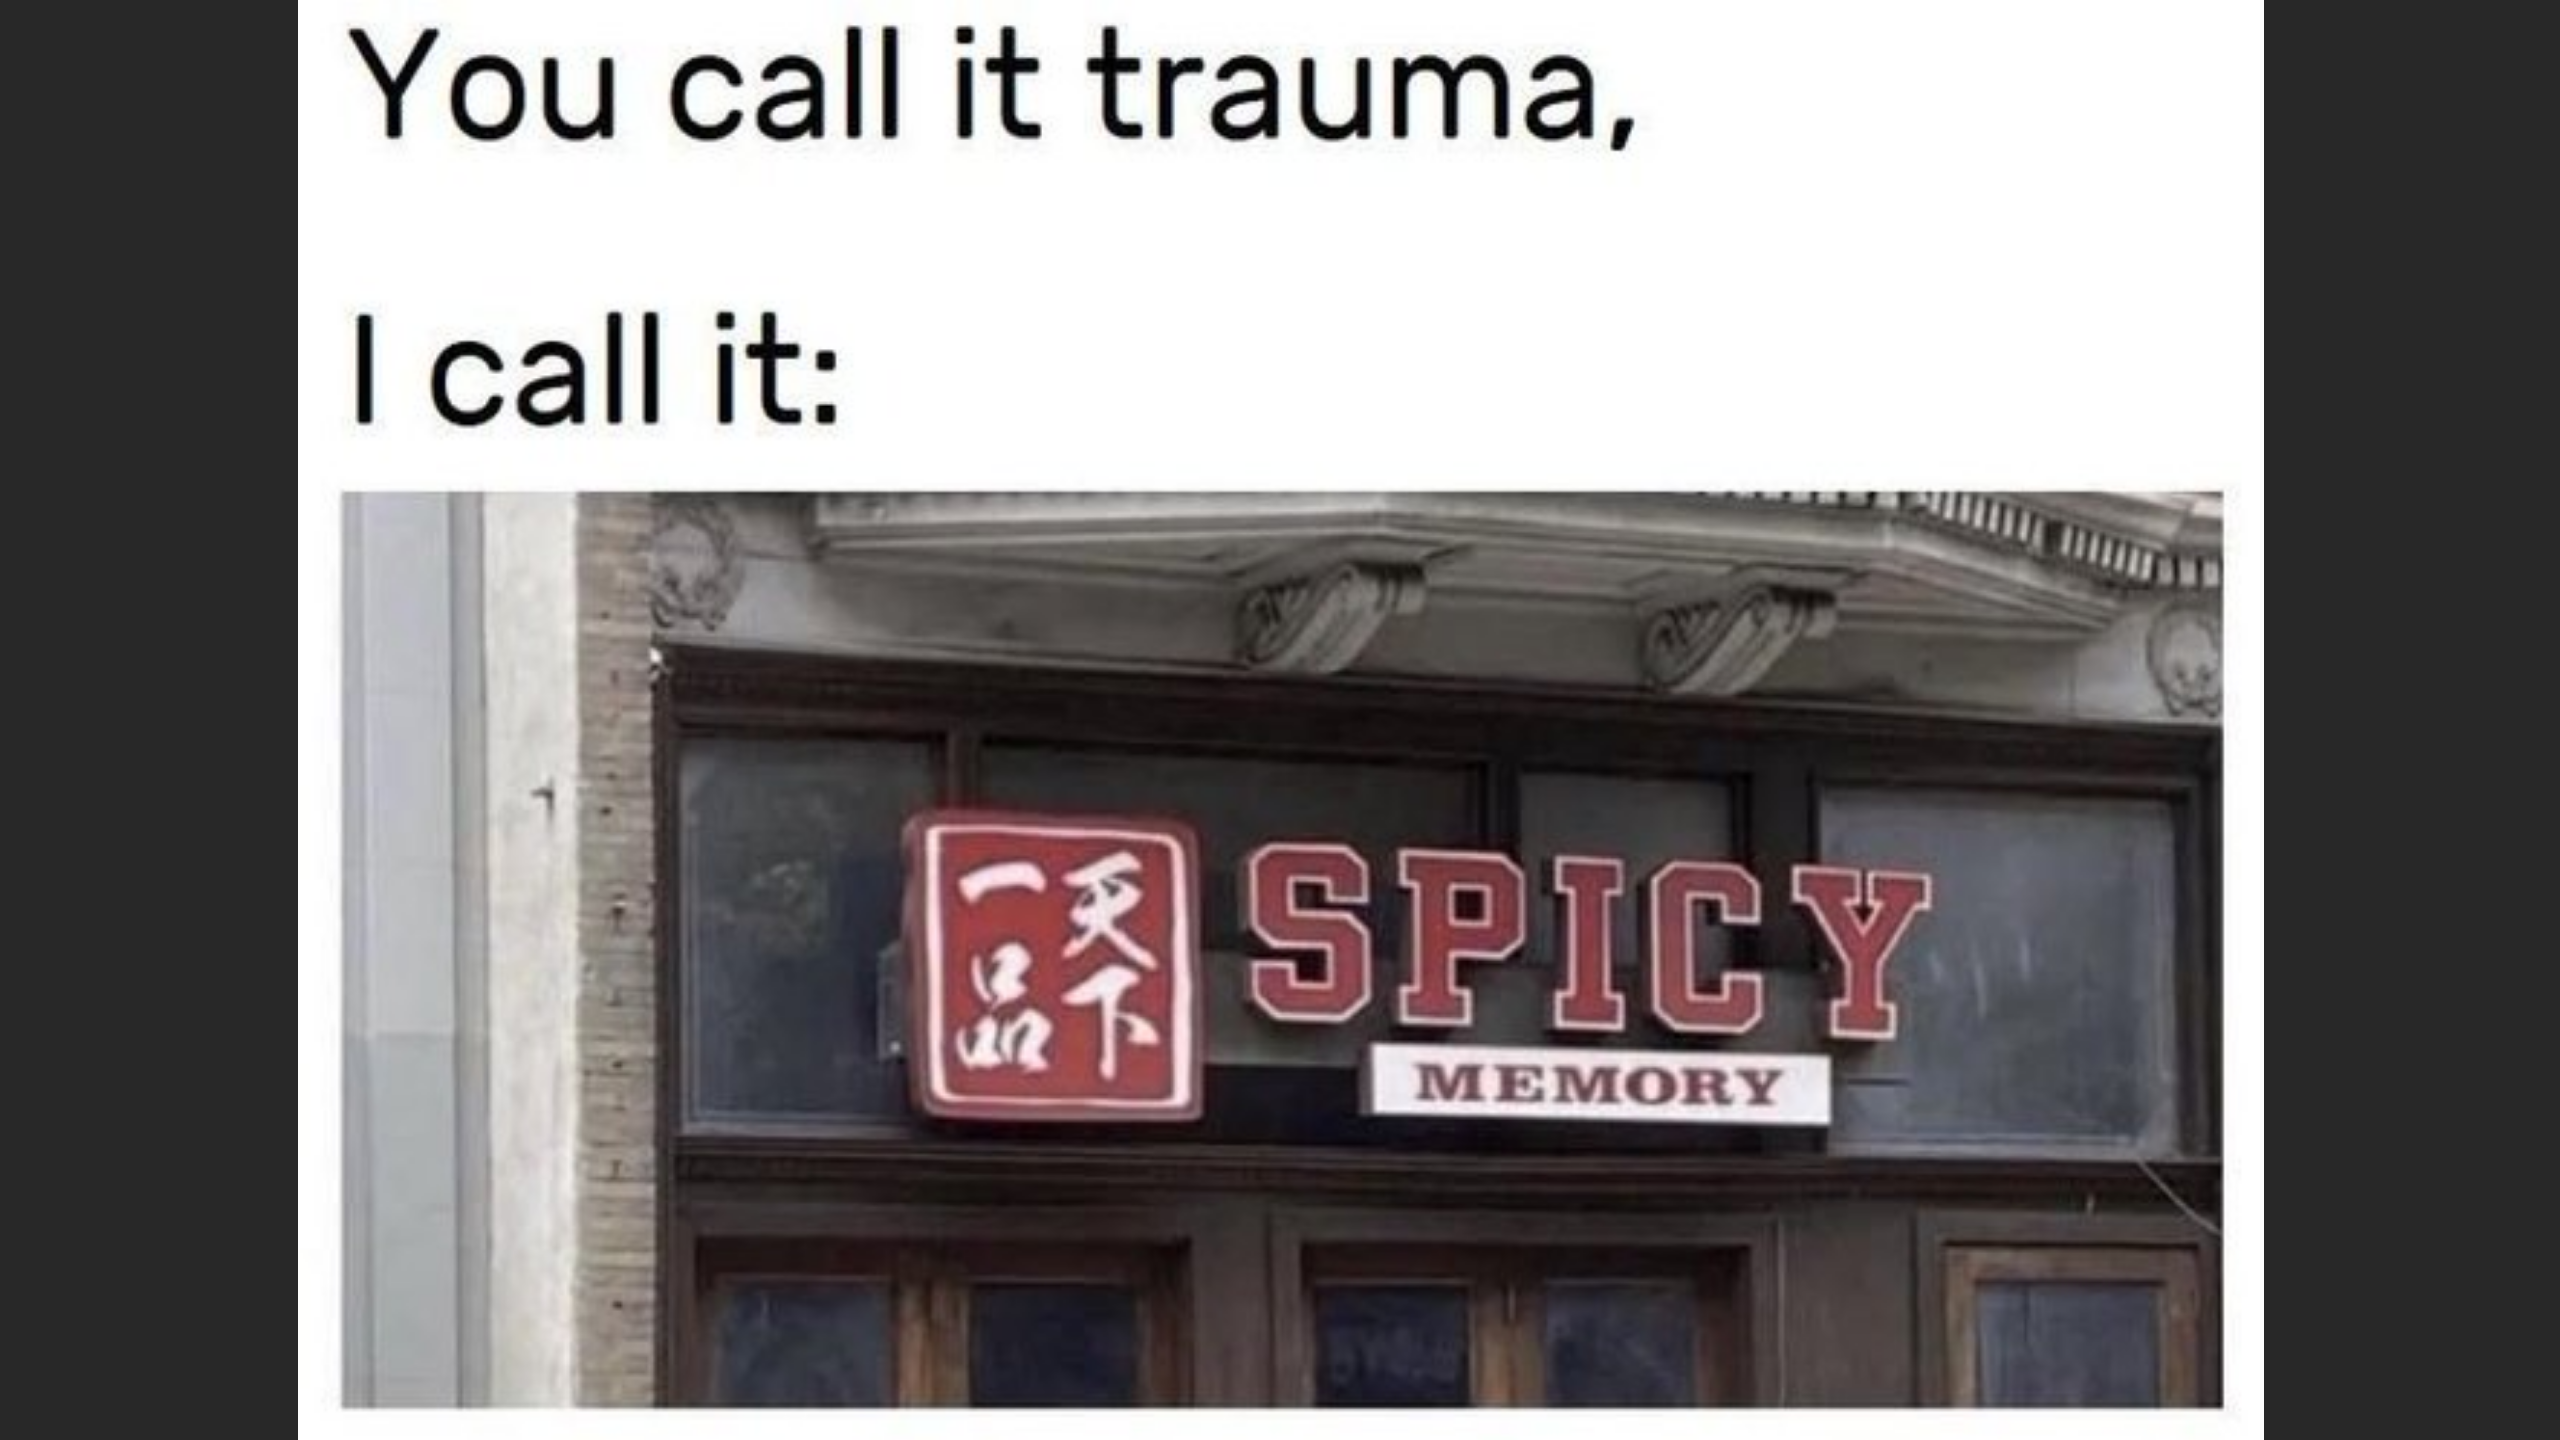 You call it trauma,
I call it:
天下
一品
SPICY
MEMORY